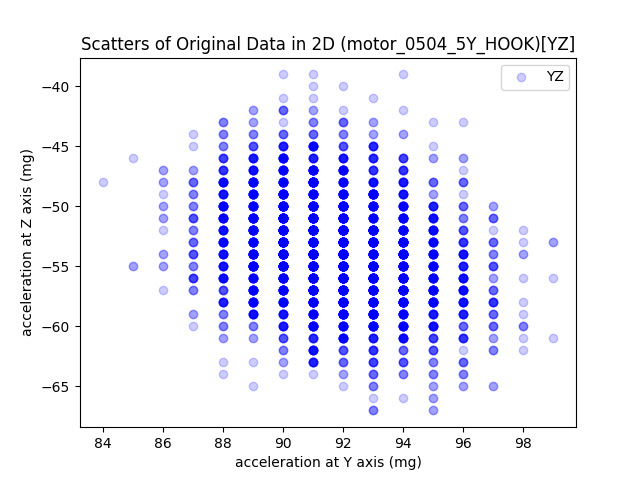 Scatters of Original Data in 2D (motor_0504_5Y_HOOK)[YZ]
YZ
−40
−45
−50
−55
−60
−65
acceleration at Z axis (mg)
84 86 88 90 92 94 96 98
acceleration at Y axis (mg)